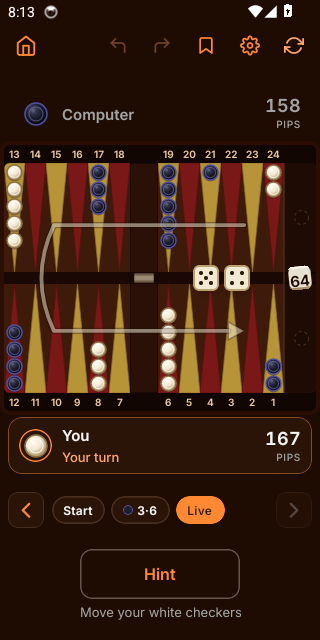 8:13
Computer
158
PIPS
13 14 15 16 17 18 19 20 21 22 23 24
64
12 11 10 9 8 7 6 5 4 3 2 1
You
Your turn
167
PIPS
Start
3·6
Live
Hint
Move your white checkers